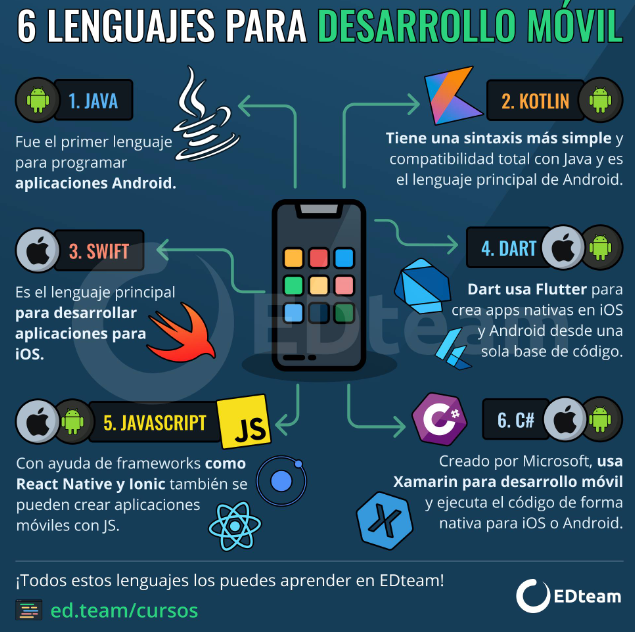 6 LENGUAJES PARA DESARROLLO MÓVIL
1. JAVA
Fue el primer lenguaje
para programar
aplicaciones Android.
2. KOTLIN
Tiene una sintaxis más simple y
compatibilidad total con Java y es
el lenguaje principal de Android.
3. SWIFT
Es el lenguaje principal
para desarrollar
aplicaciones para
iOS.
4. DART
Dart usa Flutter para
crea apps nativas en iOS
y Android desde una
sola base de código.
EDteam
5. JAVASCRIPT
JS
Con ayuda de frameworks como
React Native y Ionic también se
pueden crear aplicaciones
móviles con JS.
C#
6. C#
Creado por Microsoft, usa
Xamarin para desarrollo móvil
y ejecuta el código de forma
nativa para iOS o Android.
¡Todos estos lenguajes los puedes aprender en EDteam!
ed.team/cursos
EDteam